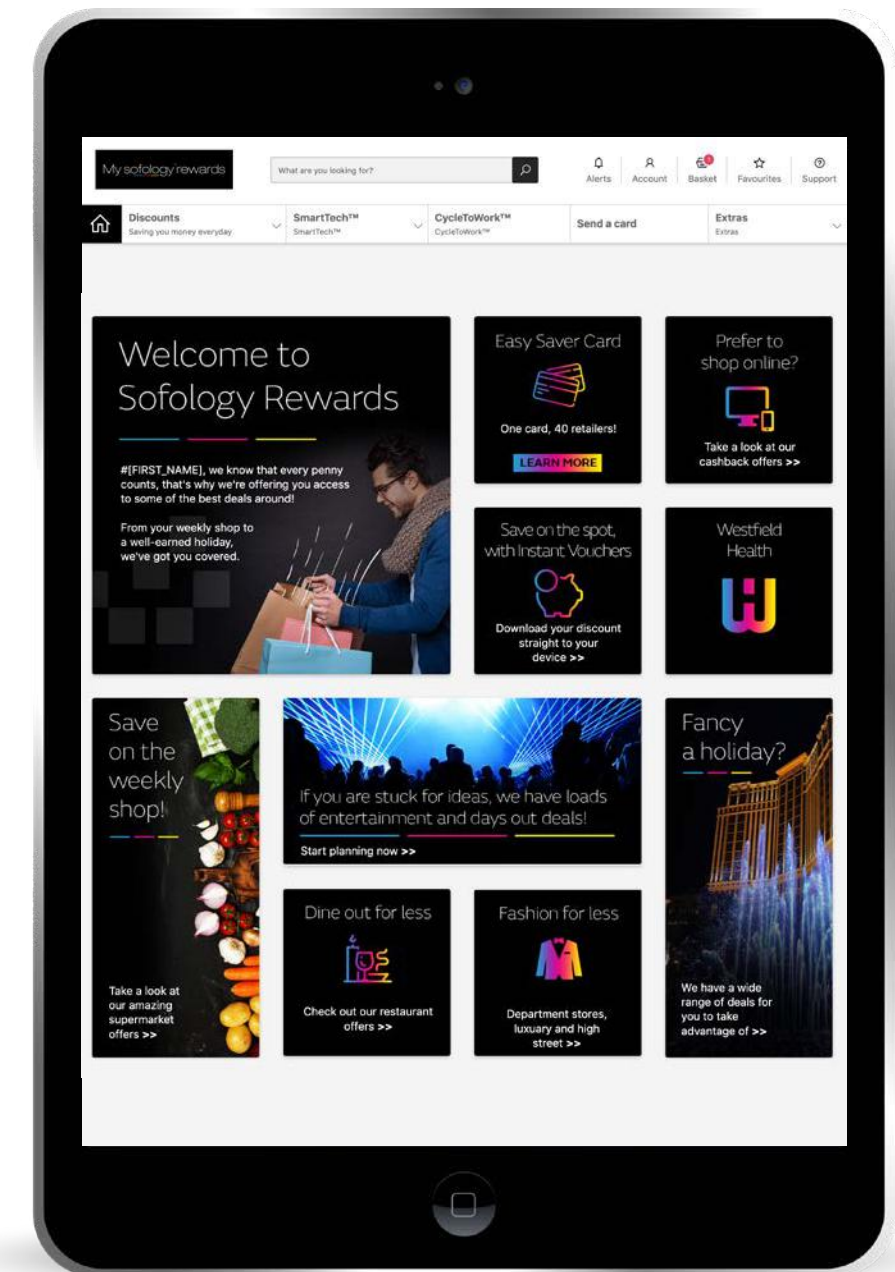 My sofology rewards
What are you looking for?
Alerts
Account
1
Basket
Favourites
Support
Discounts
Saving you money everyday
SmartTech™
SmartTech™
CycleToWork™
CycleToWork™
Send a card
Extras
Extras
Welcome to
Sofology Rewards
#[FIRST_NAME], we know that every penny
counts, that's why we're offering you access
to some of the best deals around!
From your weekly shop to
a well-earned holiday,
we've got you covered.
Easy Saver Card
One card, 40 retailers!
LEARN MORE
Prefer to
shop online?
Take a look at our
cashback offers >>
Save on the spot,
with Instant Vouchers
Download your discount
straight to your
device >>
Westfield
Health
Save
on the
weekly
shop!
Take a look at
our amazing
supermarket
offers >>
If you are stuck for ideas, we have loads
of entertainment and days out deals!
Start planning now >>
Fancy
a holiday?
We have a wide
range of deals for
you to take
advantage of >>
Dine out for less
Check out our restaurant
offers >>
Fashion for less
Department stores,
luxuary and high
street >>